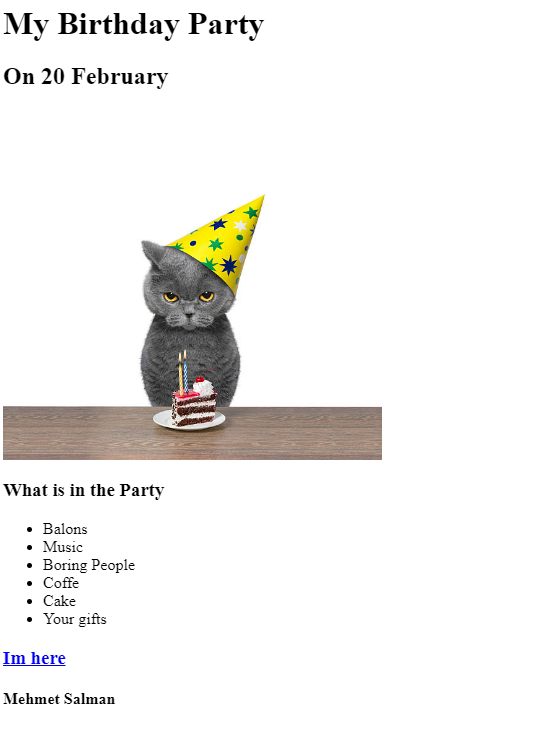 My Birthday Party
On 20 February
What is in the Party
Balons
Music
Boring People
Coffe
Cake
Your gifts
Im here
Mehmet Salman